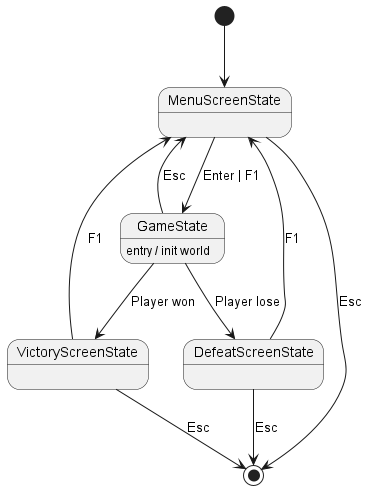 MenuScreenState
Esc
Enter | F1
GameState
entry / init world
F1
F1
Player won
Player lose
Esc
VictoryScreenState
DefeatScreenState
Esc
Esc